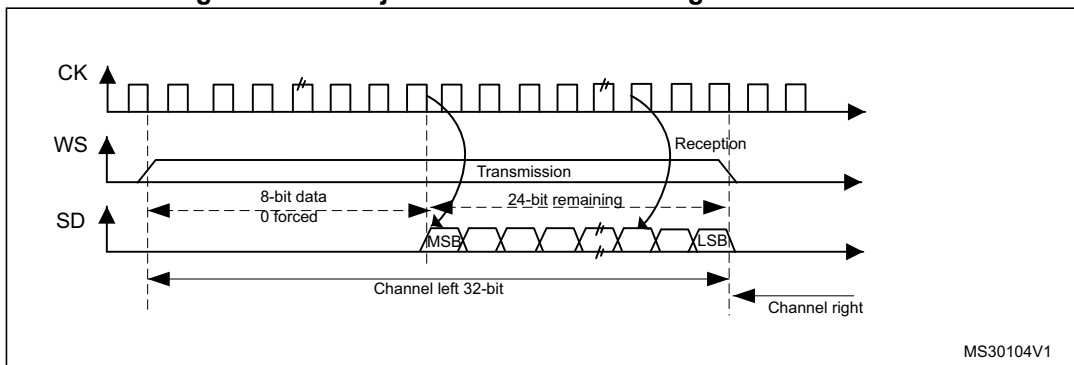 CK
WS
Reception
Transmission
8-bit data
24-bit remaining
0 forced
SD
MSB
LSB
Channel left 32-bit
Channel right
MS30104V1